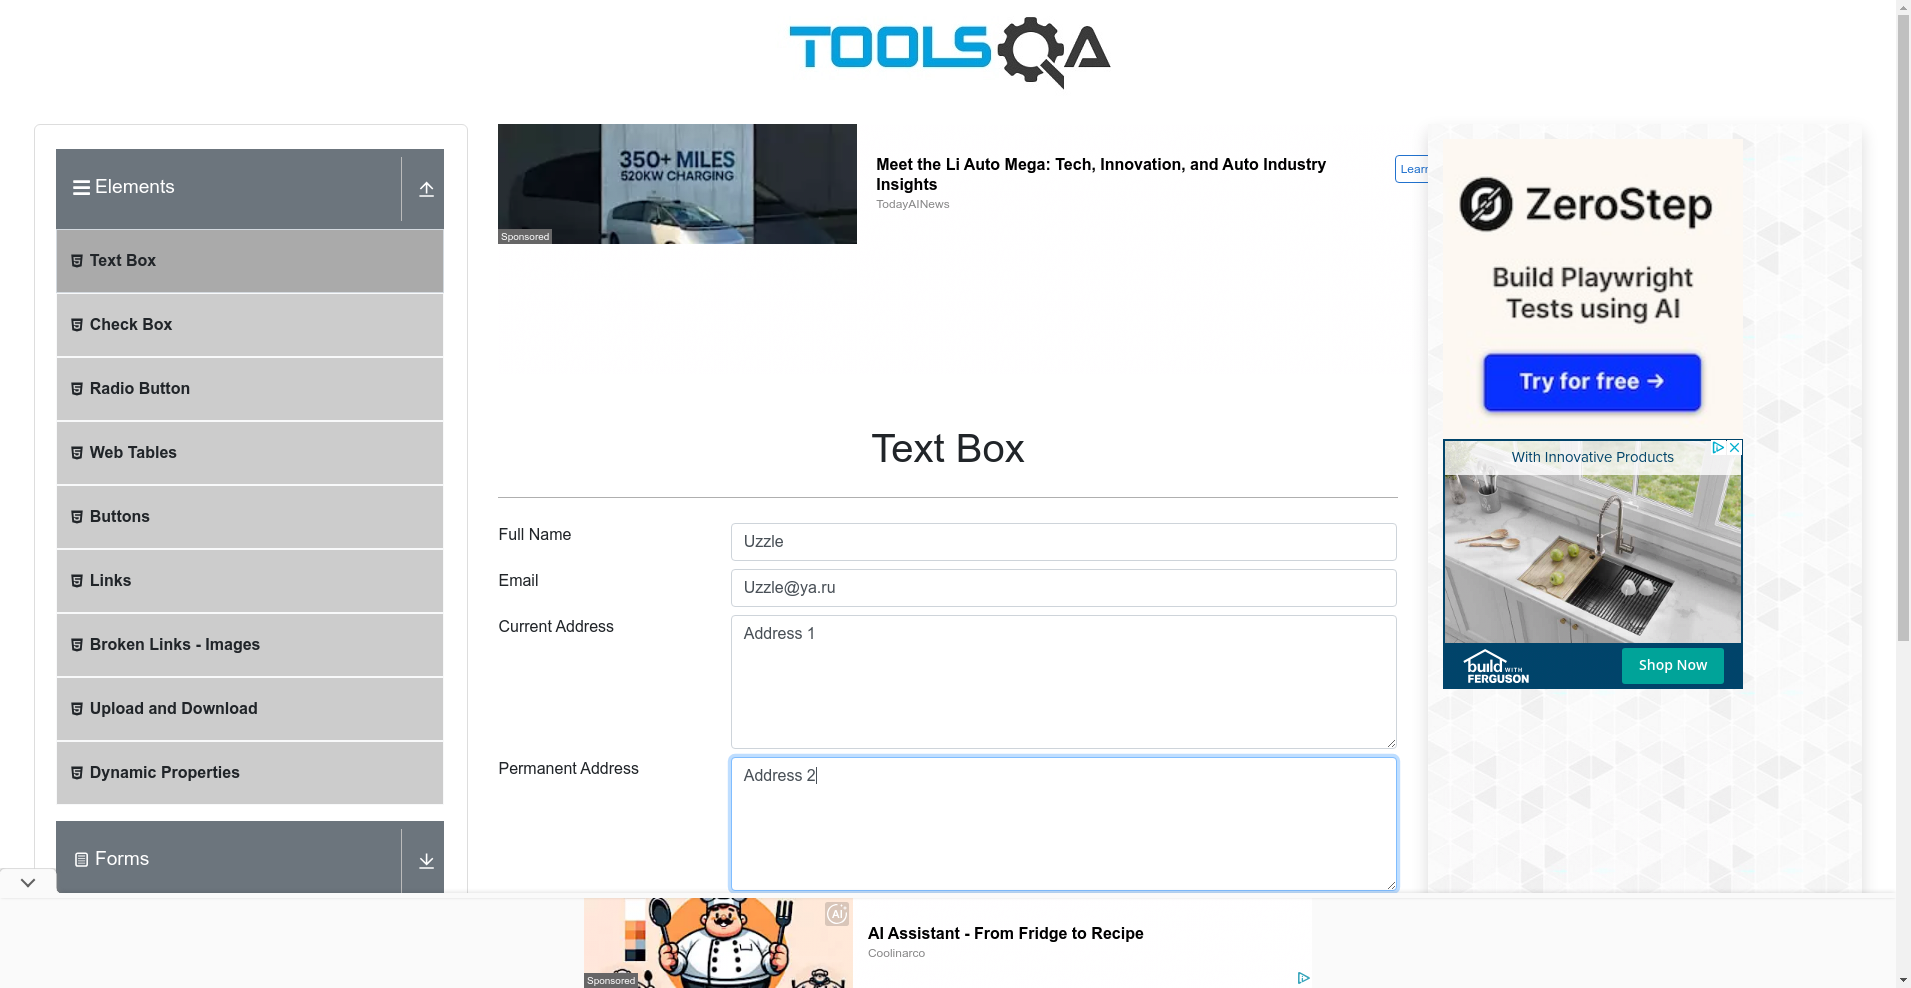 TOOLSQA
Elements
Text Box
Check Box
Radio Button
Web Tables
Buttons
Links
Broken Links - Images
Upload and Download
Dynamic Properties
Forms
350+ MILES
520KW CHARGING
Sponsored
Meet the Li Auto Mega: Tech, Innovation, and Auto Industry
Insights
TodayAINews
Learn
Text Box
Full Name
Uzzle
Email
Uzzle@ya.ru
Current Address
Address 1
Permanent Address
Address 2
ZeroStep
Build Playwright
Tests using AI
Try for free →
With Innovative Products
build WITH
FERGUSON
Shop Now
AI
Sponsored
AI Assistant - From Fridge to Recipe
Coolinarco